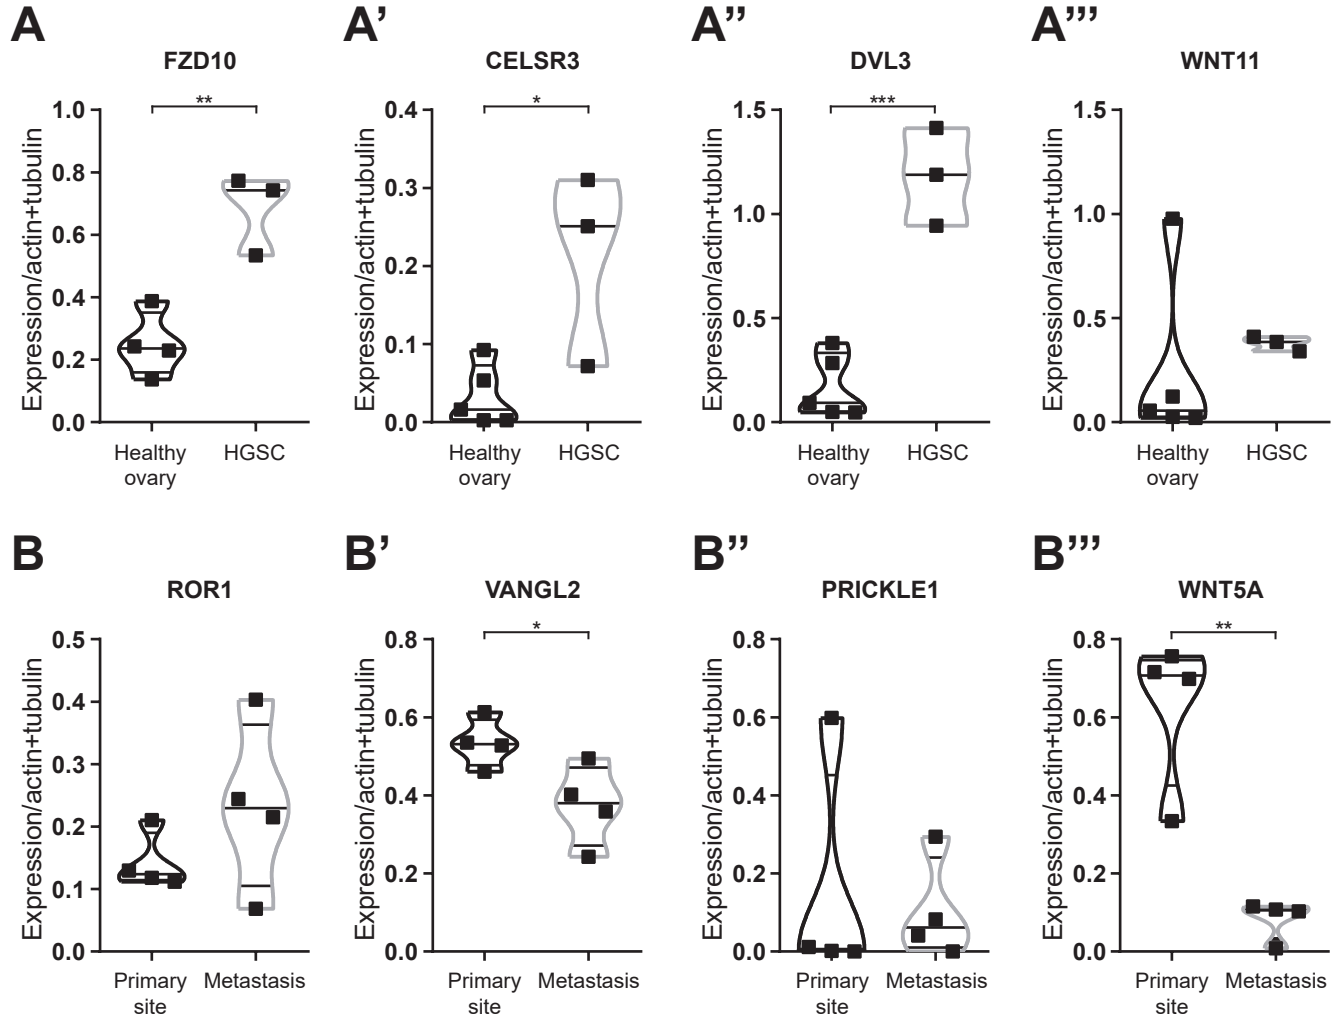 A
A’
A’’
A’’’
FZD10
CELSR3
DVL3
WNT11
Expression/actin+tubulin
1.0
0.8
0.6
0.4
0.2
0.0
**
Healthy
ovary
HGSC
Expression/actin+tubulin
0.4
0.3
0.2
0.1
0.0
*
Healthy
ovary
HGSC
Expression/actin+tubulin
1.5
1.0
0.5
0.0
***
Healthy
ovary
HGSC
Expression/actin+tubulin
1.5
1.0
0.5
0.0
Healthy
ovary
HGSC
B
B’
B’’
B’’’
ROR1
VANGL2
PRICKLE1
WNT5A
Expression/actin+tubulin
0.5
0.4
0.3
0.2
0.1
0.0
Primary
site
Metastasis
Expression/actin+tubulin
0.8
0.6
0.4
0.2
0.0
*
Primary
site
Metastasis
Expression/actin+tubulin
0.8
0.6
0.4
0.2
0.0
Primary
site
Metastasis
Expression/actin+tubulin
0.8
0.6
0.4
0.2
0.0
**
Primary
site
Metastasis